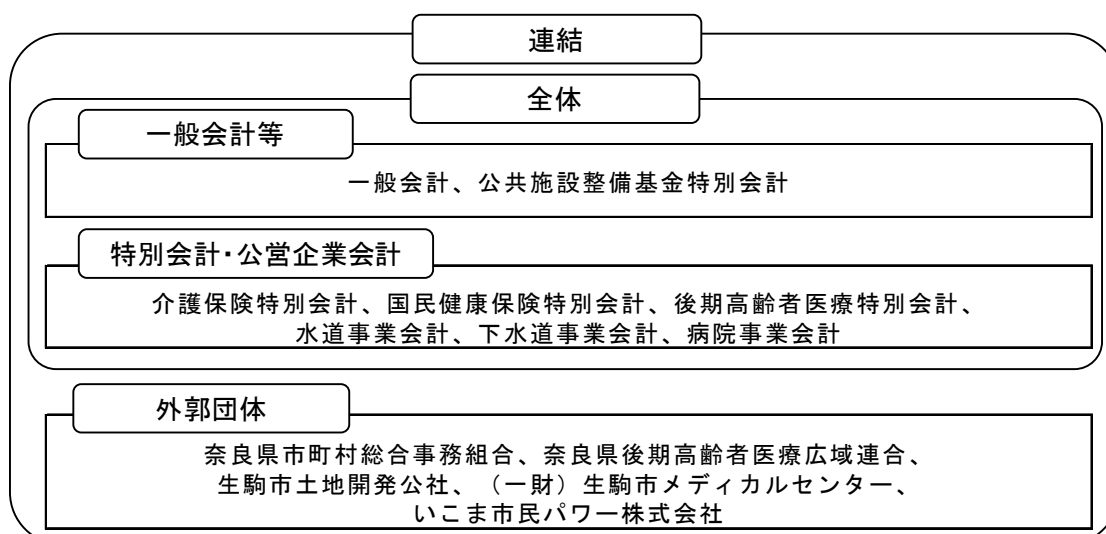 連結
全体
一般会計等
一般会計、公共施設整備基金特別会計
特別会計・公営企業会計
介護保険特別会計、国民健康保険特別会計、後期高齢者医療特別会計、
水道事業会計、下水道事業会計、病院事業会計
外郭団体
奈良県市町村総合事務組合、奈良県後期高齢者医療広域連合、
生駒市土地開発公社、（一財）生駒市メディカルセンター、
いこま市民パワー株式会社